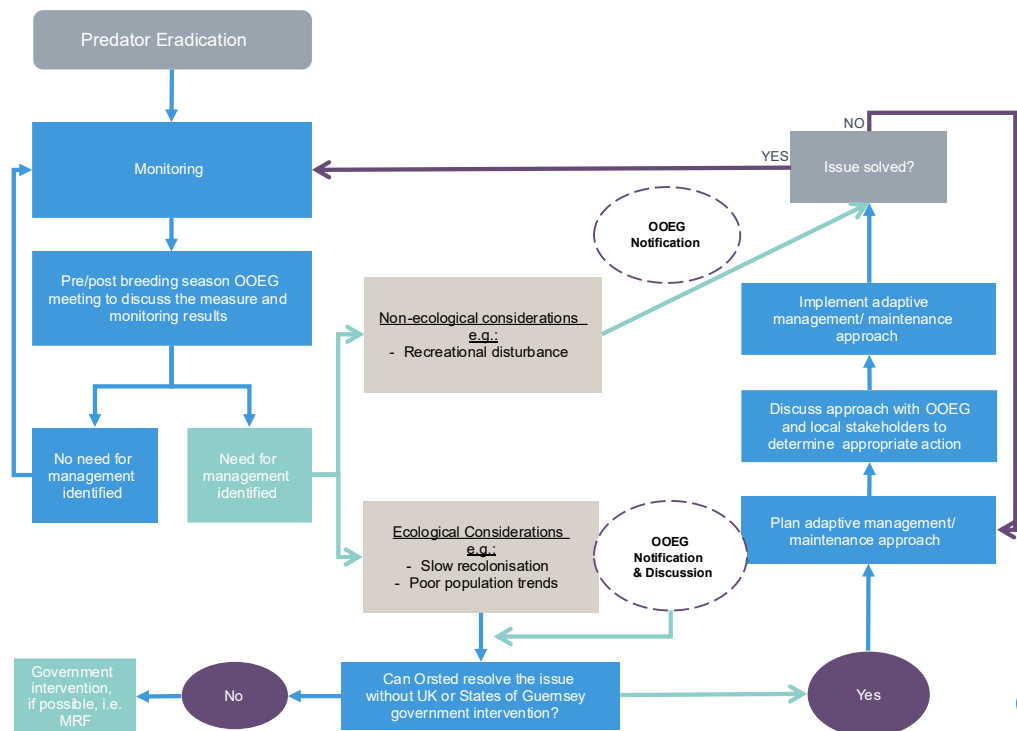 Predator Eradication
Monitoring
Pre/post breeding season OOEG
meeting to discuss the measure and
monitoring results
No need for
management
identified
Need for
management
identified
Non-ecological considerations
e.g.:
- Recreational disturbance
Ecological Considerations
e.g.:
- Slow recolonisation
- Poor population trends
OOEG
Notification
OOEG
Notification
& Discussion
NO
YES
Issue solved?
Implement adaptive
management/ maintenance
approach
Discuss approach with OOEG
and local stakeholders to
determine appropriate action
Plan adaptive management/
maintenance approach
Government
intervention,
if possible, i.e.
MRF
No
Can Orsted resolve the issue
without UK or States of Guernsey
government intervention?
Yes